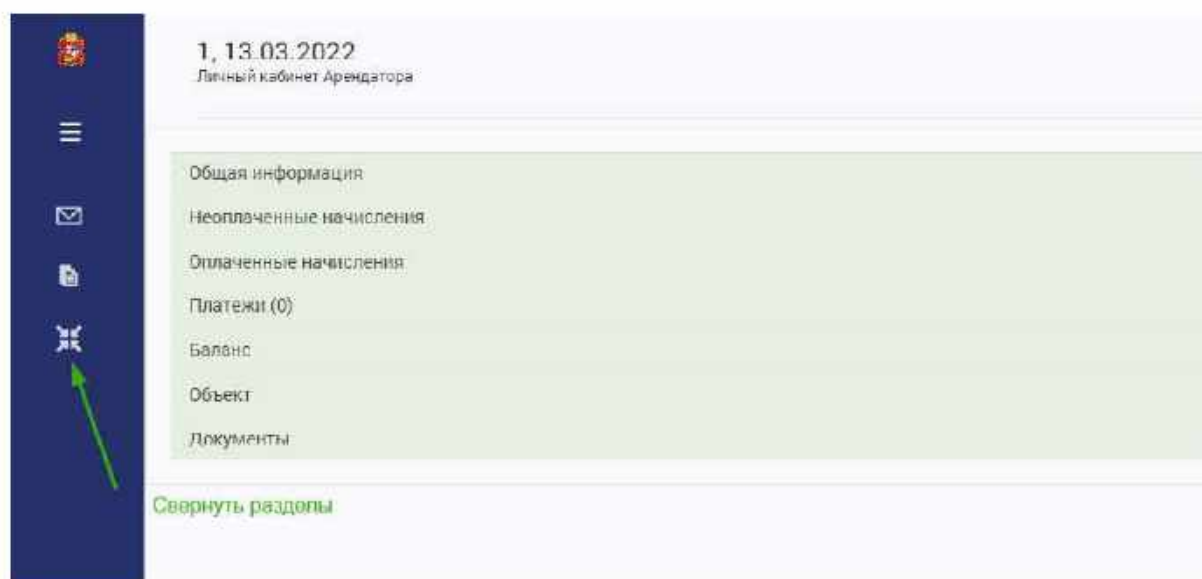 1, 13.03.2022
Личный кабинет Арендатора
Общая информация
Неоплаченные начисления
Оплаченные начисления
Платежи (0)
Баланс
Объект
Документы
Свернуть разделы